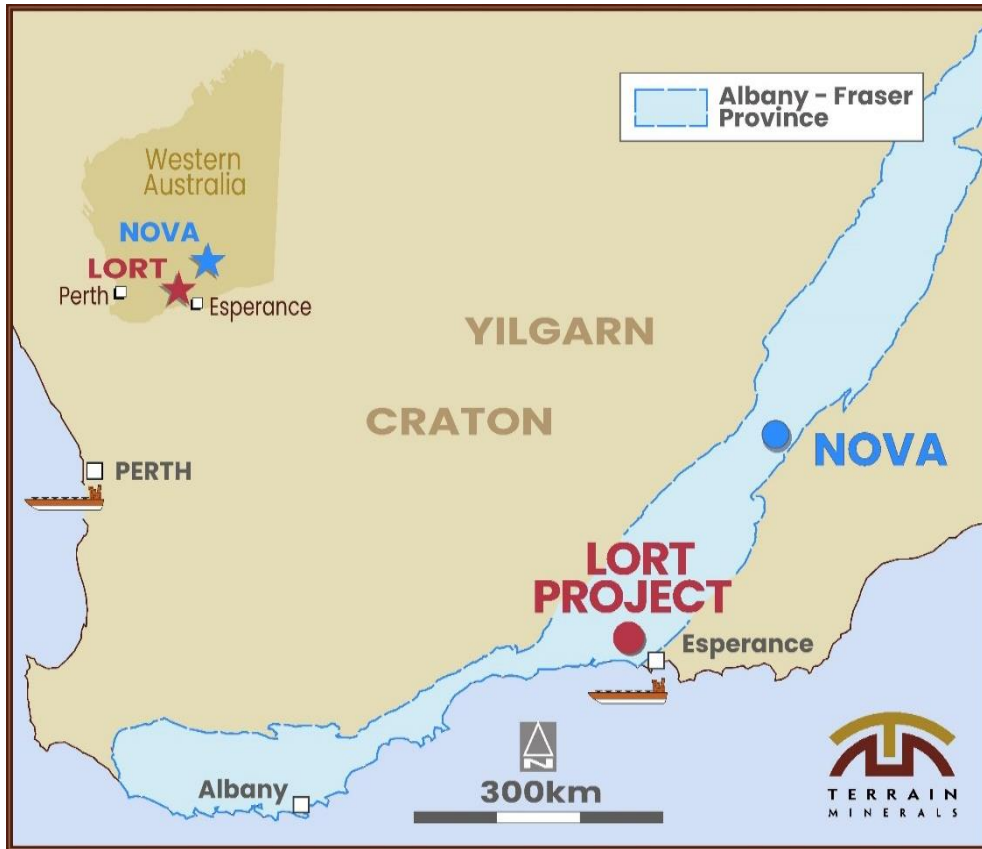 Albany - Fraser
Province
Western
Australia
NOVA
LORT
Perth
Esperance
YILGARN
CRATON
PERTH
NOVA
LORT
PROJECT
Esperance
Albany
N
300km
TERRAIN
MINERALS